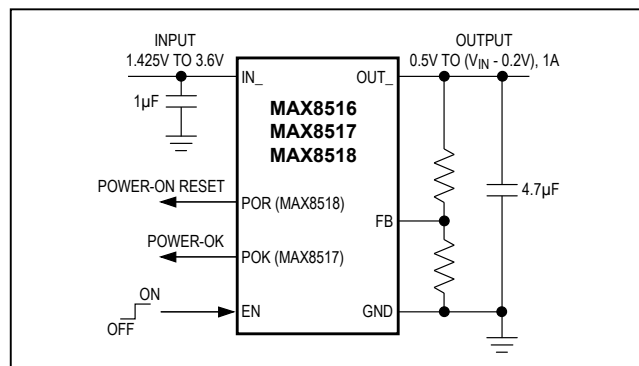 INPUT
1.425V TO 3.6V
OUTPUT
0.5V TO (VIN - 0.2V), 1A
IN_
OUT_
1µF
MAX8516
MAX8517
MAX8518
POWER-ON RESET
POR (MAX8518)
4.7µF
FB
POWER-OK
POK (MAX8517)
ON
OFF
EN
GND